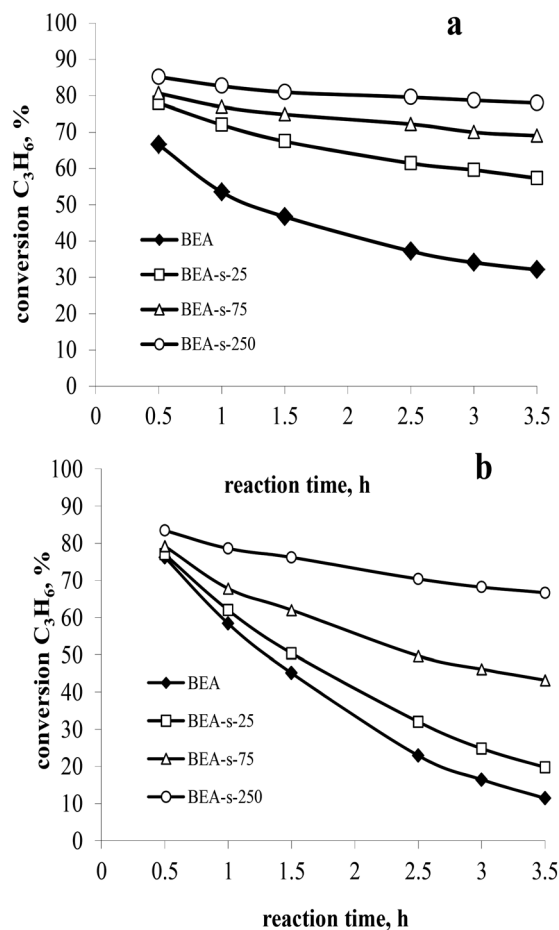 a
100
90
80
70
60
50
40
30
20
10
0
conversion C₃H₆, %
BEA
BEA-s-25
BEA-s-75
BEA-s-250
0 0.5 1 1.5 2 2.5 3 3.5
reaction time, h
b
100
90
80
70
60
50
40
30
20
10
0
conversion C₃H₆, %
BEA
BEA-s-25
BEA-s-75
BEA-s-250
0 0.5 1 1.5 2 2.5 3 3.5
reaction time, h